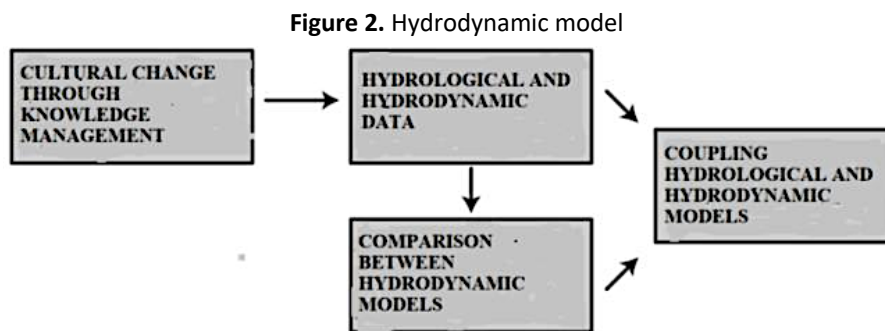 Figure 2. Hydrodynamic model
CULTURAL CHANGE
THROUGH
KNOWLEDGE
MANAGEMENT
HYDROLOGICAL AND
HYDRODYNAMIC
DATA
COMPARISON
BETWEEN
HYDRODYNAMIC
MODELS
COUPLING
HYDROLOGICAL AND
HYDRODYNAMIC
MODELS